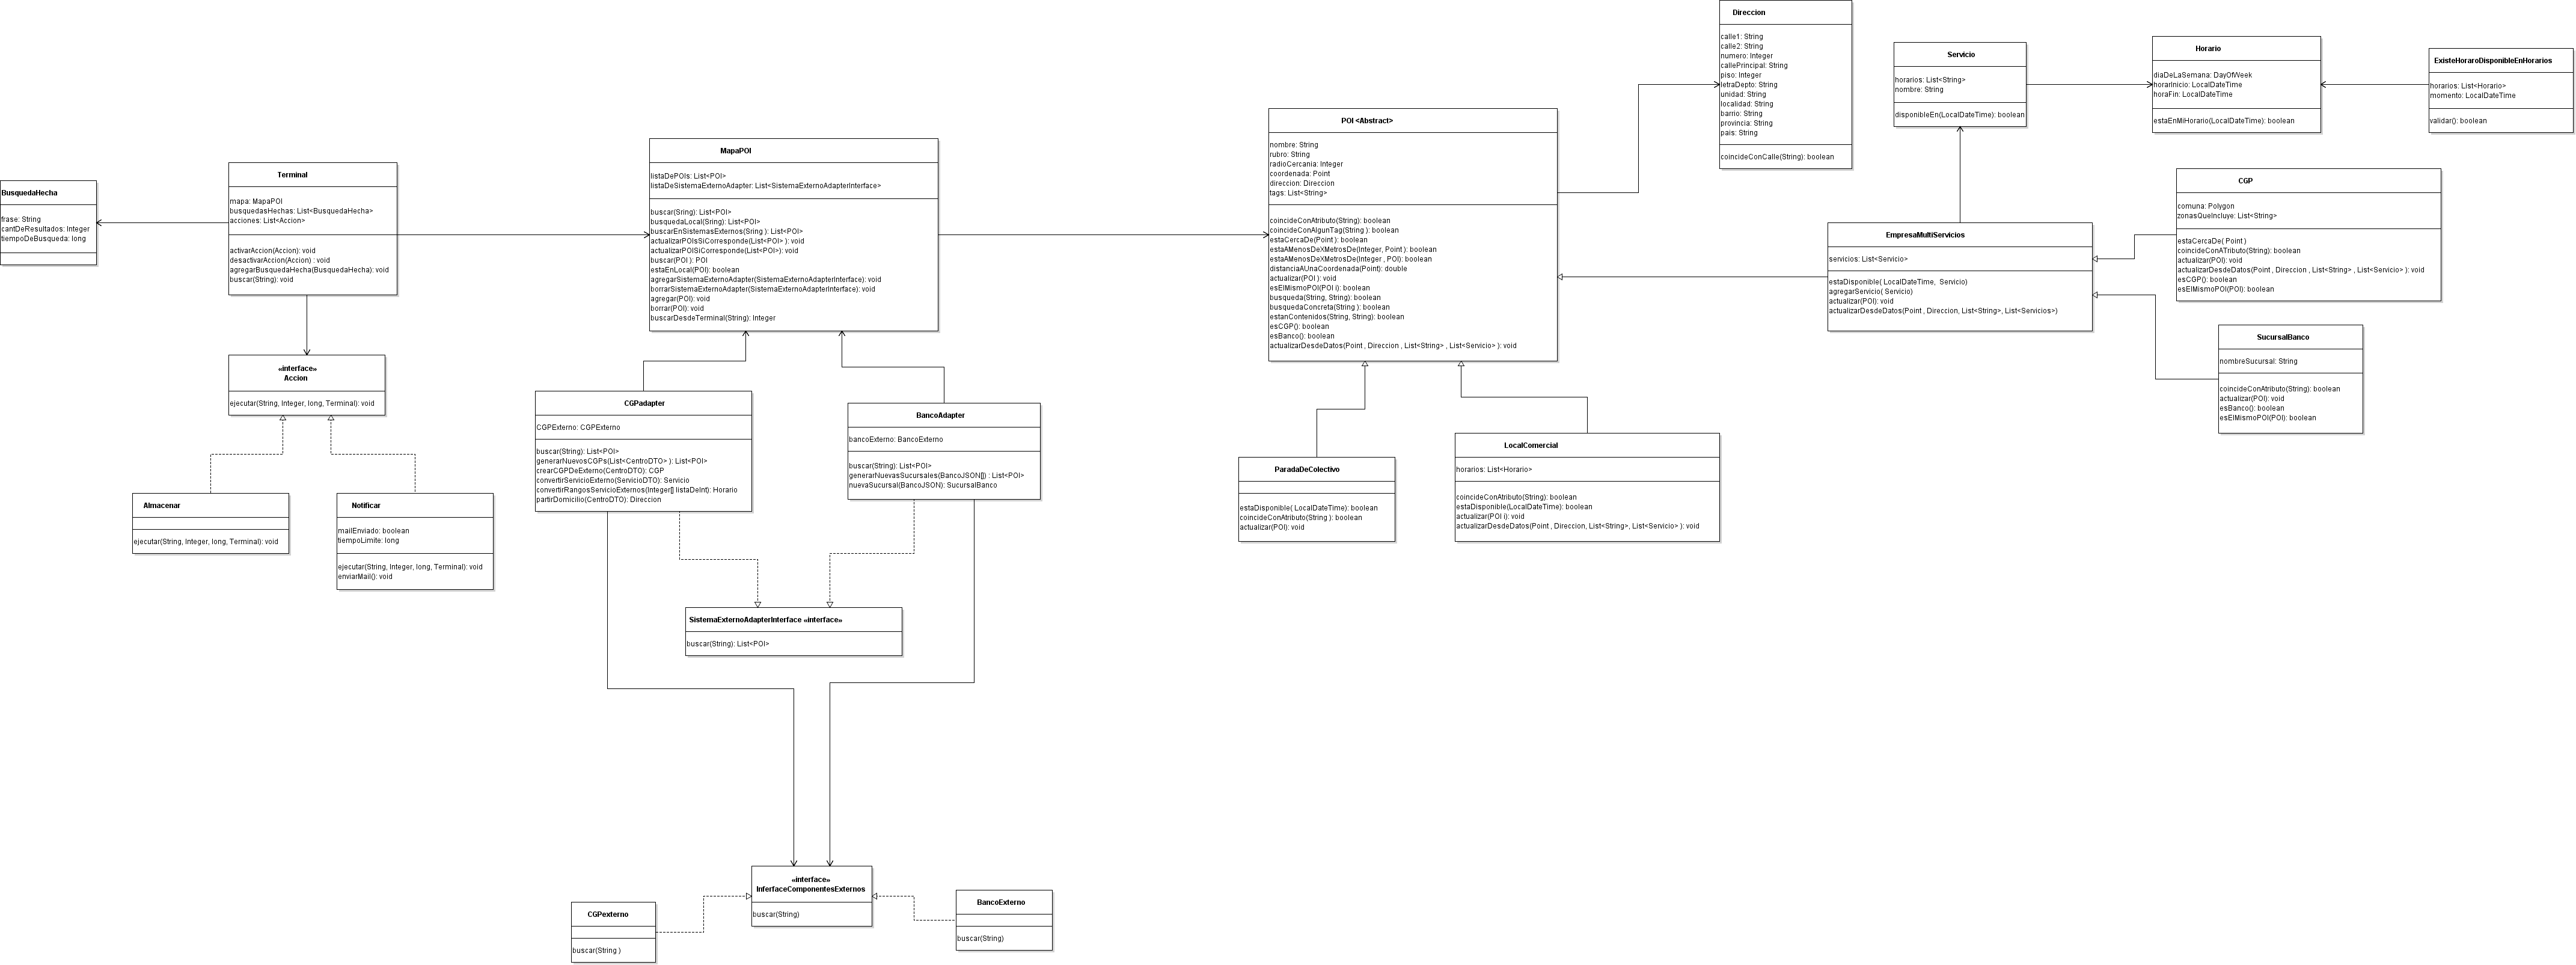 BusquedaHecha
frase: String
cantDeResultados: Integer
tiempoDeBusqueda: long
Terminal
mapa: MapaPOI
busquedasHechas: List<BusquedaHecha>
acciones: List<Accion>
activarAccion(Accion): void
desactivarAccion(Accion) : void
agregarBusquedaHecha(BusquedaHecha): void
buscar(String): void
«interface»
Accion
ejecutar(String, Integer, long, Terminal): void
Almacenar
ejecutar(String, Integer, long, Terminal): void
Notificar
mailEnviado: boolean
tiempoLimite: long
ejecutar(String, Integer, long, Terminal): void
enviarMail(): void
MapaPOI
listaDePOIs: List<POI>
listaDeSistemaExternoAdapter: List<SistemaExternoAdapterInterface>
buscar(Sring): List<POI>
busquedaLocal(Sring): List<POI>
buscarEnSistemasExternos(Sring ): List<POI>
actualizarPOIsSiCorresponde(List<POI> ): void
actualizarPOISiCorresponde(List<POI>): void
buscar(POI ): POI
estaEnLocal(POI): boolean
agregarSistemaExternoAdapter(SistemaExternoAdapterInterface): void
borrarSistemaExternoAdapter(SistemaExternoAdapterInterface): void
agregar(POI): void
borrar(POI): void
buscarDesdeTerminal(String): Integer
CGPadapter
CGPExterno: CGPExterno
buscar(String): List<POI>
generarNuevosCGPs(List<CentroDTO> ): List<POI>
crearCGPDeExterno(CentroDTO): CGP
convertirServicioExterno(ServicioDTO): Servicio
convertirRangosServicioExternos(Integer[] listaDeInt): Horario
partirDomicilio(CentroDTO): Direccion
BancoAdapter
bancoExterno: BancoExterno
buscar(String): List<POI>
generarNuevasSucursales(BancoJSON[]) : List<POI>
nuevaSucursal(BancoJSON): SucursalBanco
SistemaExternoAdapterInterface «interface»
buscar(String): List<POI>
«interface»
InferfaceComponentesExternos
buscar(String)
CGPexterno
buscar(String )
BancoExterno
buscar(String)
POI <Abstract>
nombre: String
rubro: String
radioCercania: Integer
coordenada: Point
direccion: Direccion
tags: List<String>
coincideConAtributo(String): boolean
coincideConAlgunTag(String ): boolean
estaCercaDe(Point ): boolean
estaAMenosDeXMetrosDe(Integer, Point ): boolean
estaAMenosDeXMetrosDe(Integer , POI): boolean
distanciaAUnaCoordenada(Point): double
actualizar(POI ): void
esElMismoPOI(POI i): boolean
busqueda(String, String): boolean
busquedaConcreta(String ): boolean
estanContenidos(String, String): boolean
esCGP(): boolean
esBanco(): boolean
actualizarDesdeDatos(Point , Direccion , List<String> , List<Servicio> ): void
ParadaDeColectivo
estaDisponible( LocalDateTime): boolean
coincideConAtributo(String ): boolean
actualizar(POI): void
LocalComercial
horarios: List<Horario>
coincideConAtributo(String): boolean
estaDisponible(LocalDateTime): boolean
actualizar(POI i): void
actualizarDesdeDatos(Point , Direccion, List<String>, List<Servicio> ): void
Direccion
calle1: String
calle2: String
numero: Integer
callePrincipal: String
piso: Integer
letraDepto: String
unidad: String
localidad: String
barrio: String
provincia: String
pais: String
coincideConCalle(String): boolean
Servicio
horarios: List<String>
nombre: String
disponibleEn(LocalDateTime): boolean
Horario
diaDeLaSemana: DayOfWeek
horarInicio: LocalDateTime
horaFin: LocalDateTime
estaEnMiHorario(LocalDateTime): boolean
ExisteHoraroDisponibleEnHorarios
horarios: List<Horario>
momento: LocalDateTime
validar(): boolean
EmpresaMultiServicios
servicios: List<Servicio>
estaDisponible( LocalDateTime, Servicio)
agregarServicio( Servicio)
actualizar(POI): void
actualizarDesdeDatos(Point , Direccion, List<String>, List<Servicios>)
CGP
comuna: Polygon
zonasQueIncluye: List<String>
estaCercaDe( Point )
coincideConATributo(String): boolean
actualizar(POI): void
actualizarDesdeDatos(Point , Direccion , List<String> , List<Servicio> ): void
esCGP(): boolean
esElMismoPOI(POI): boolean
SucursalBanco
nombreSucursal: String
coincideConAtributo(String): boolean
actualizar(POI): void
esBanco(): boolean
esElMismoPOI(POI): boolean